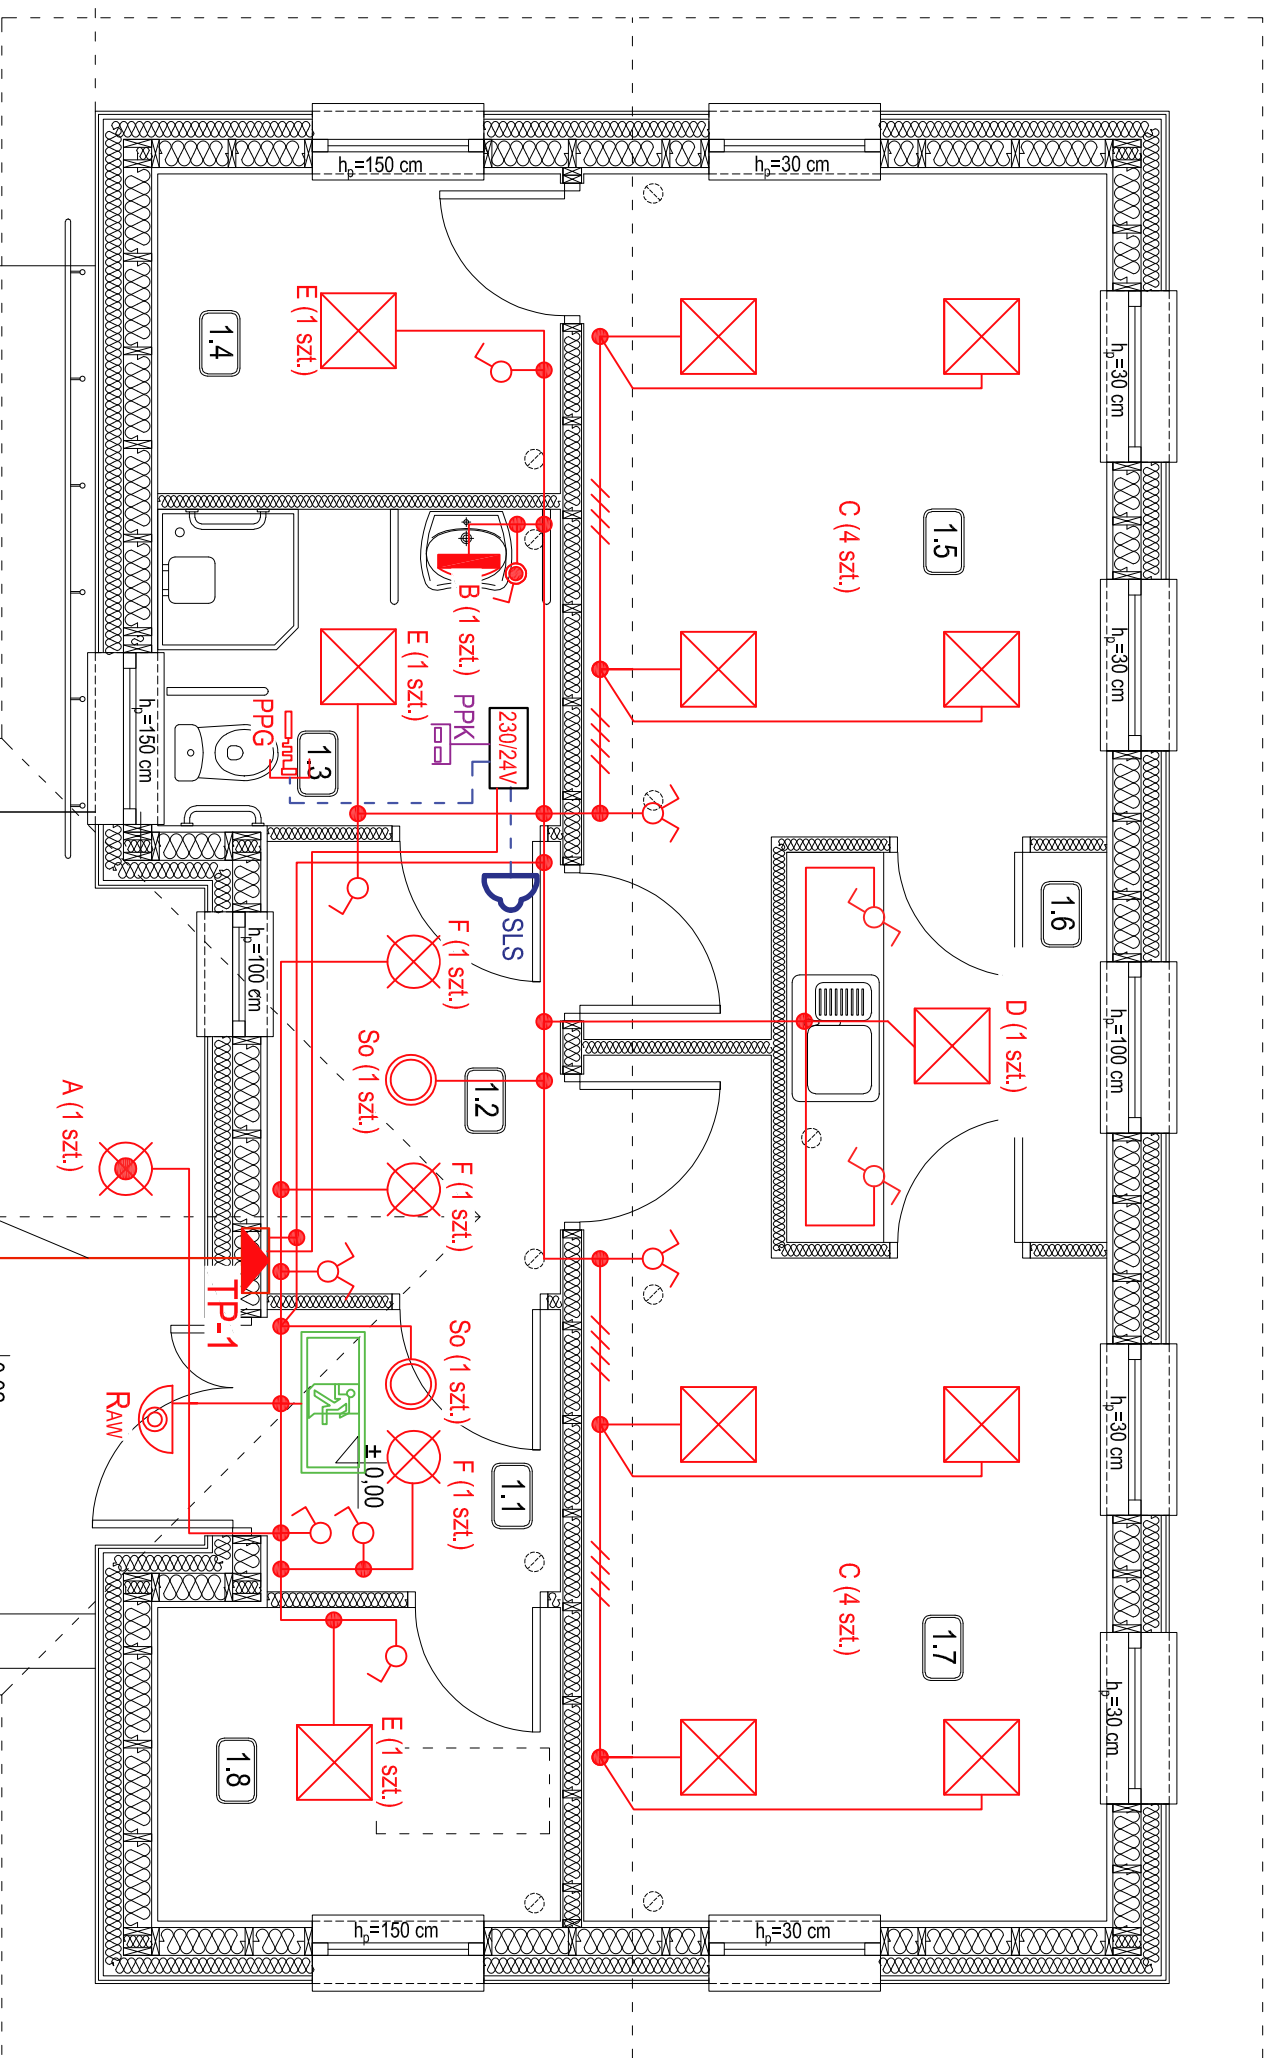 hp=150 cm
hp=30 cm
hp=30 cm
E (1 szt.)
1.4
C (4 szt.)
1.5
B (1 szt.)
hp=30 cm
E (1 szt.)
PPK
PPG
230/24V
1.3
hp=150 cm
1.6
SLS
F (1 szt.)
hp=100 cm
D (1 szt.)
hp=100 cm
So (1 szt.)
1.2
A (1 szt.)
F (1 szt.)
TP-1
So (1 szt.)
RAW
± 0,00
F (1 szt.)
1.1
hp=30 cm
C (4 szt.)
1.7
hp=30 cm
E (1 szt.)
1.8
hp=150 cm
hp=30 cm